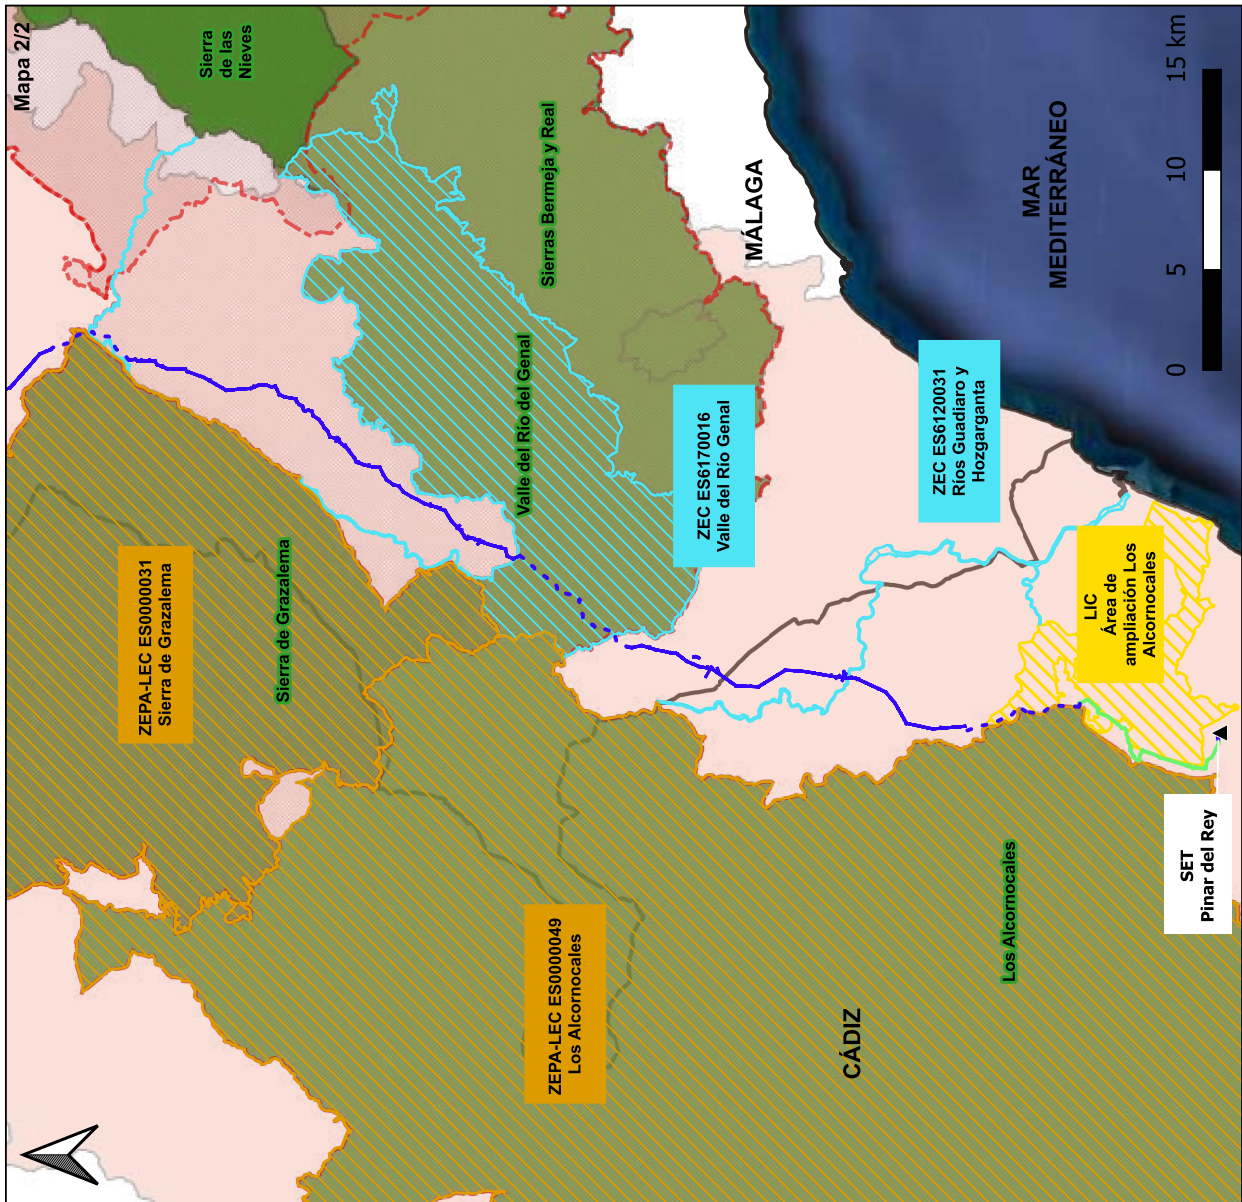 Mapa 2/2
Sierra
de las
Nieves
ZEPA-LEC ES0000031
Sierra de Grazalema
Sierra de Grazalema
Valle del Río del Genal
Sierras Bermeja y Real
ZEPA-LEC ES0000049
Los Alcornocales
ZEC ES6170016
Valle del Río Genal
MÁLAGA
CÁDIZ
ZEC ES6120031
Ríos Guadiaro y
Hozgarganta
MAR
MEDITERRÁNEO
Los Alcornocales
LIC
Área de
ampliación Los
Alcornocales
SET
Pinar del Rey
0 5 10 15 km